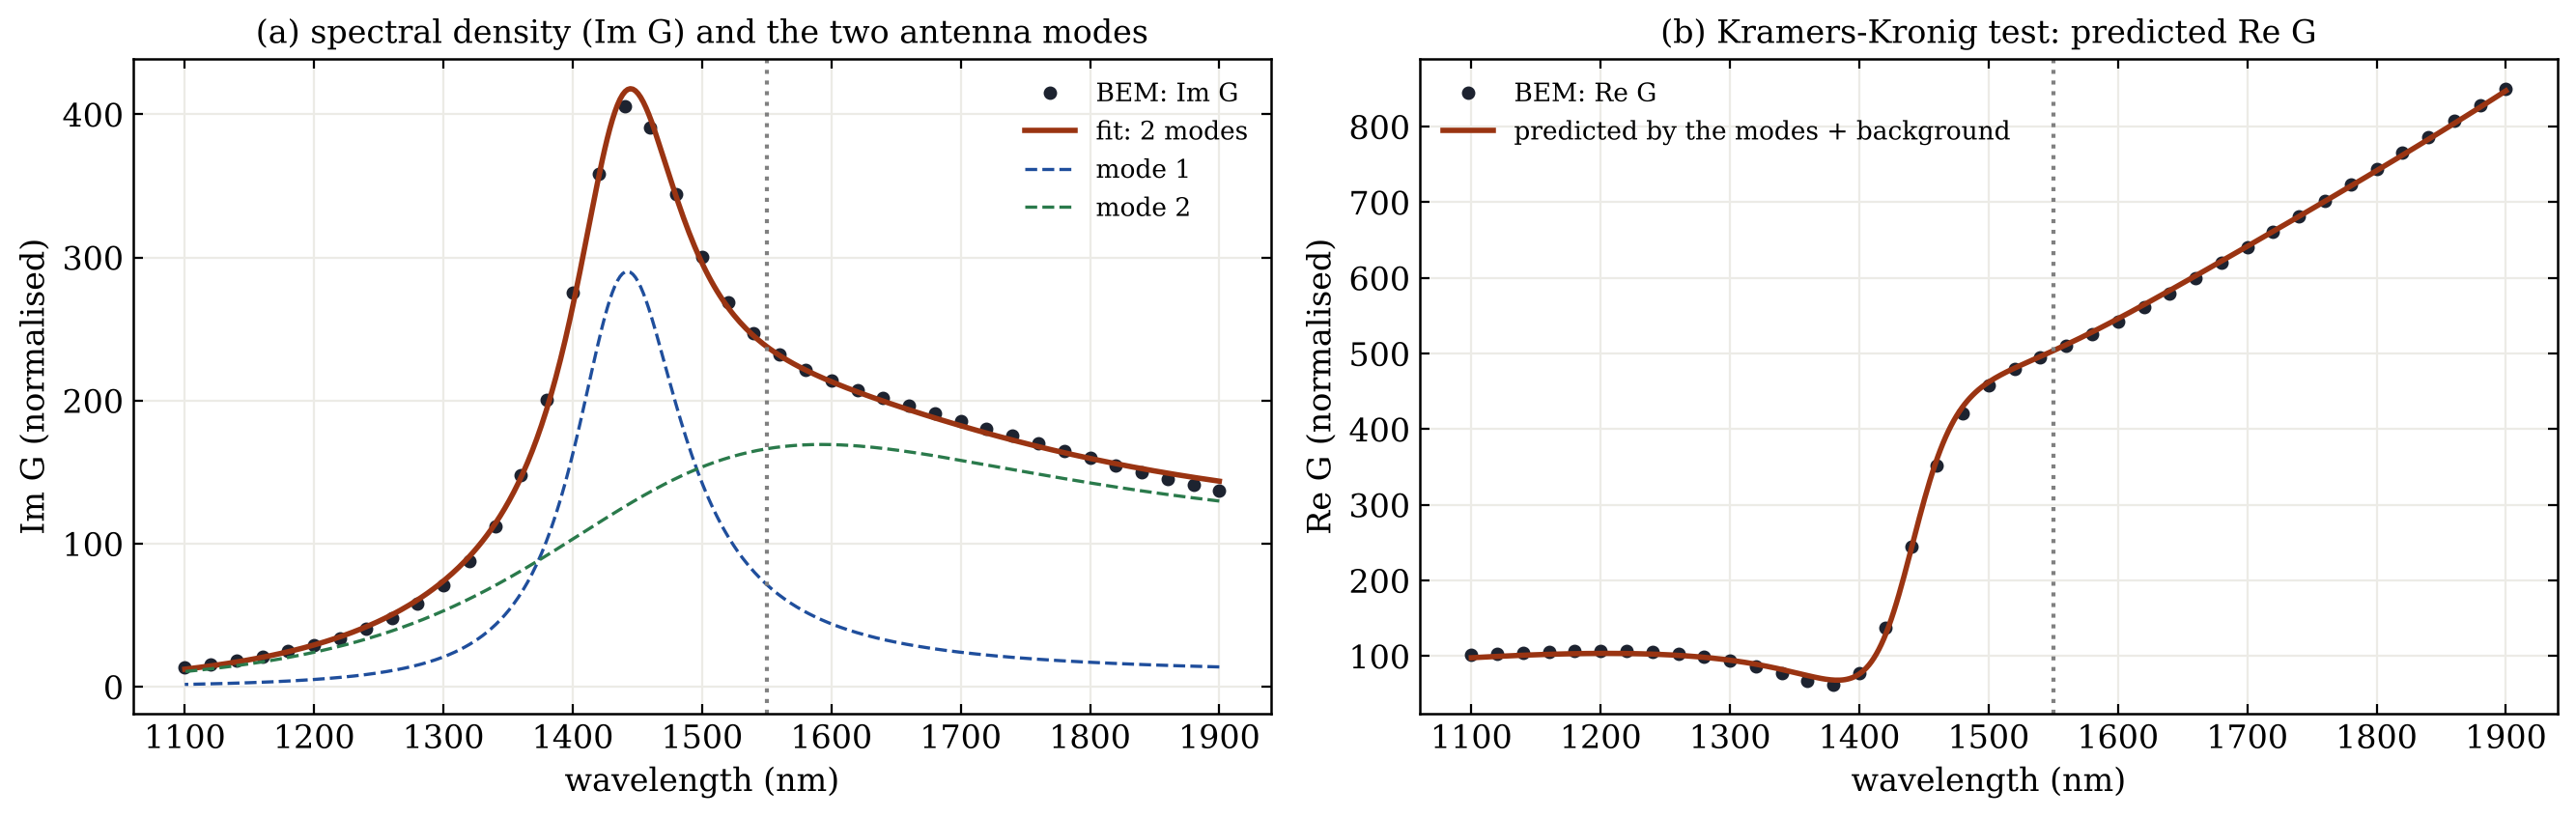 (a) spectral density (Im G) and the two antenna modes
Im G (normalised)
400
300
200
100
0
BEM: Im G
fit: 2 modes
mode 1
mode 2
1100 1200 1300 1400 1500 1600 1700 1800 1900
wavelength (nm)
(b) Kramers-Kronig test: predicted Re G
Re G (normalised)
800
700
600
500
400
300
200
100
BEM: Re G
predicted by the modes + background
1100 1200 1300 1400 1500 1600 1700 1800 1900
wavelength (nm)